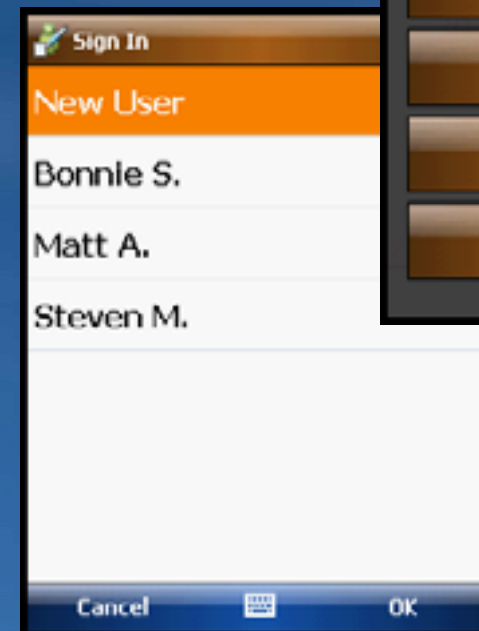 Sign In
New User
Bonnie S.
Matt A.
Steven M.
Cancel OK